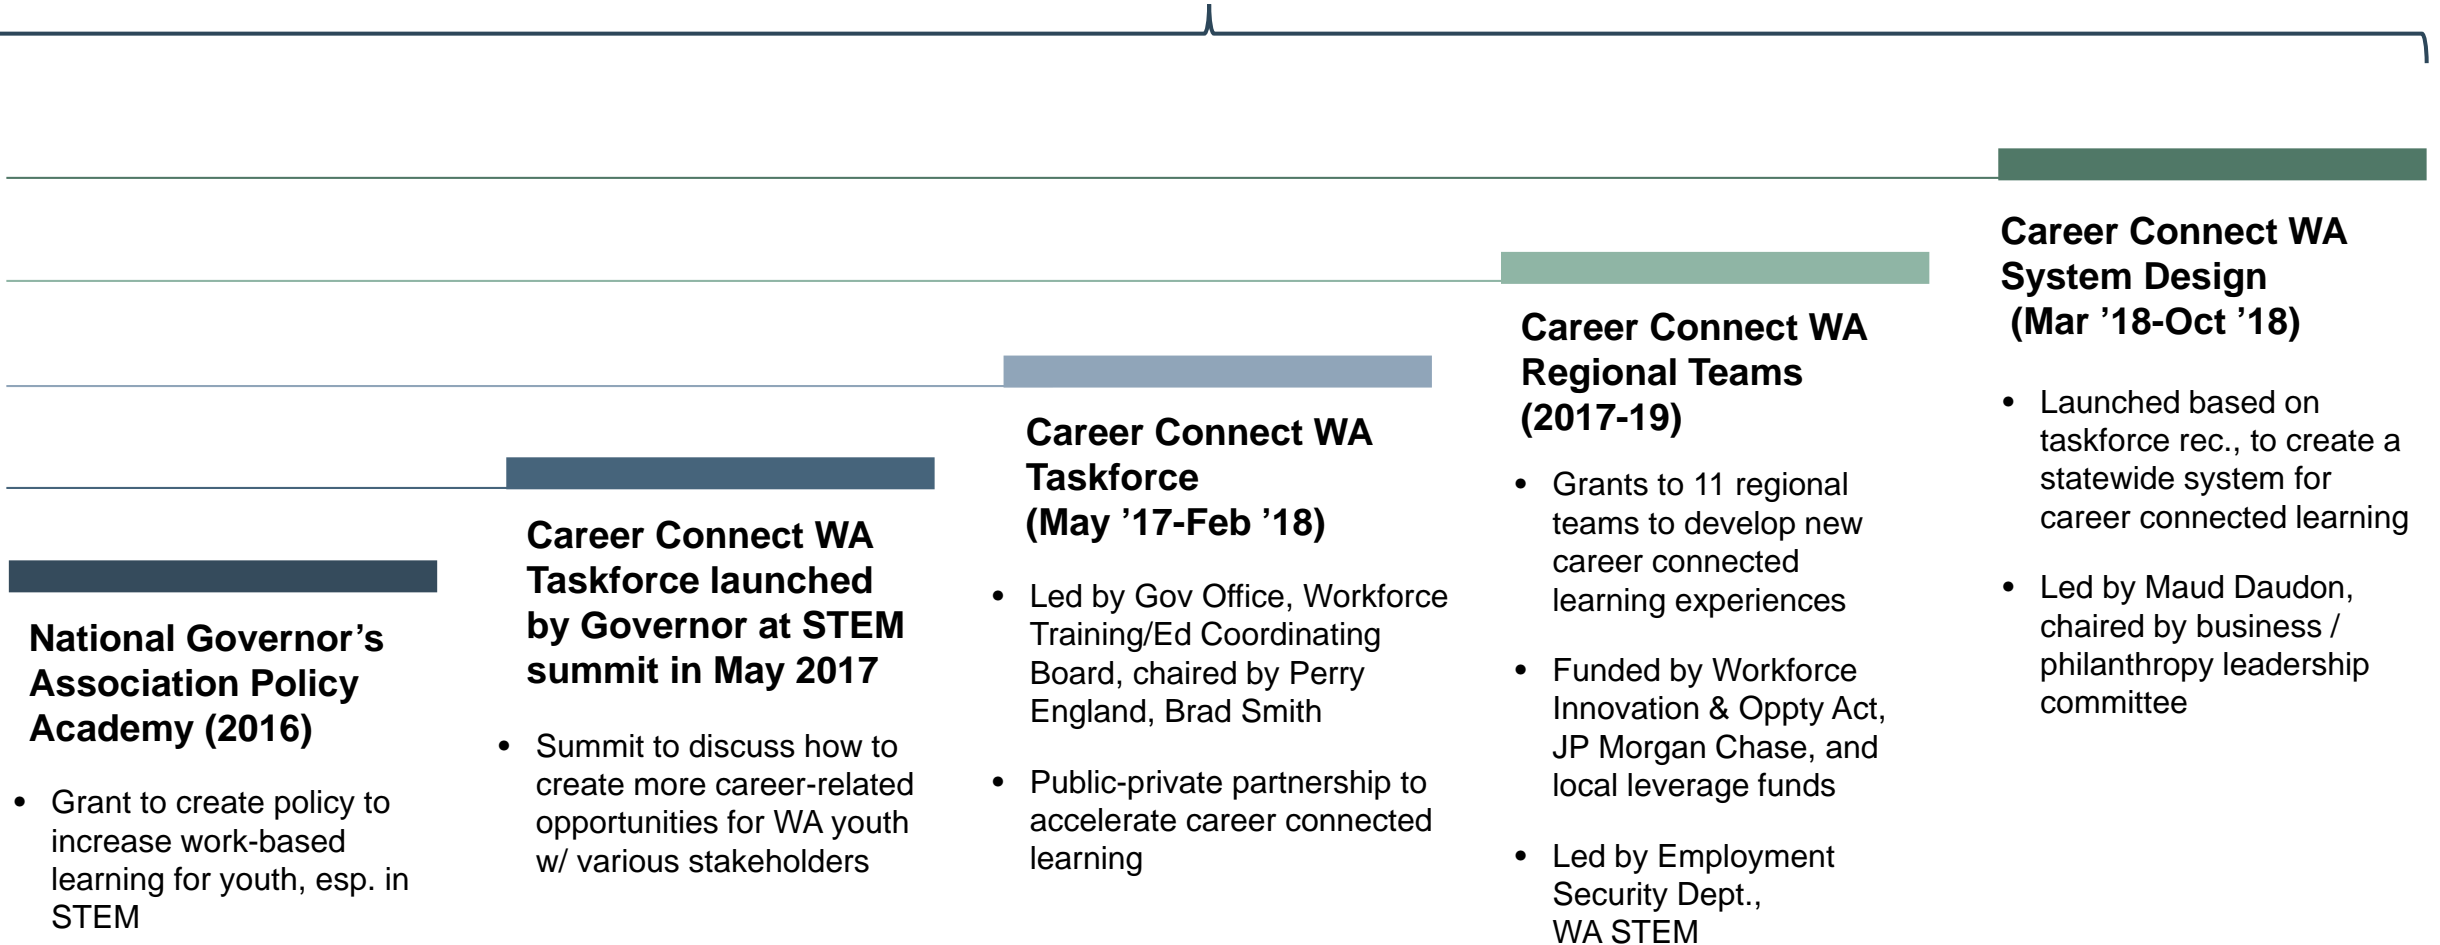 National Governor’s
Association Policy
Academy (2016)
• Grant to create policy to
increase work-based
learning for youth, esp. in
STEM
Career Connect WA
Taskforce launched
by Governor at STEM
summit in May 2017
• Summit to discuss how to
create more career-related
opportunities for WA youth
w/ various stakeholders
Career Connect WA
Taskforce
(May ’17-Feb ’18)
• Led by Gov Office, Workforce
Training/Ed Coordinating
Board, chaired by Perry
England, Brad Smith
• Public-private partnership to
accelerate career connected
learning
Career Connect WA
Regional Teams
(2017-19)
• Grants to 11 regional
teams to develop new
career connected
learning experiences
• Funded by Workforce
Innovation & Oppty Act,
JP Morgan Chase, and
local leverage funds
• Led by Employment
Security Dept.,
WA STEM
Career Connect WA
System Design
(Mar ’18-Oct ’18)
• Launched based on
taskforce rec., to create a
statewide system for
career connected learning
• Led by Maud Daudon,
chaired by business /
philanthropy leadership
committee